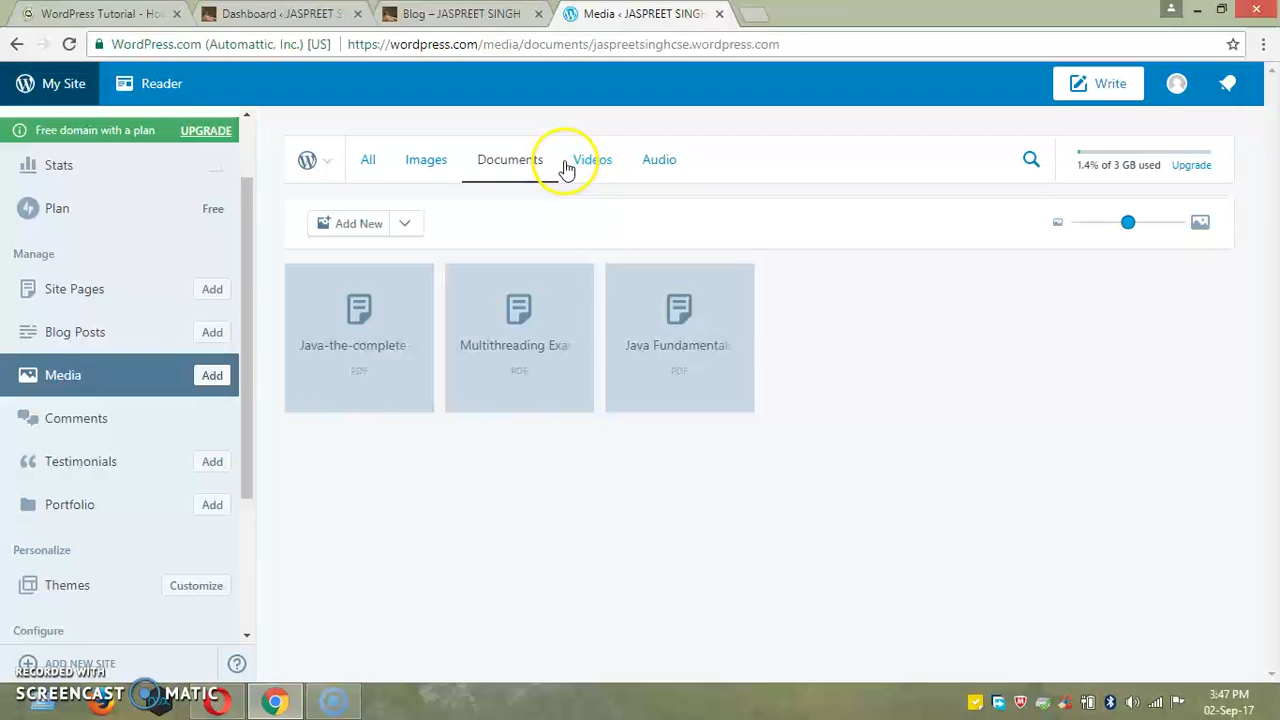 WordPress Tutorial - Ho
Dashboard ‹ JASPREET S
Blog – JASPREET SINGH
Media ‹ JASPREET SINGH
WordPress.com (Automattic, Inc.) [US]
https://wordpress.com/media/documents/jaspreetsinghcse.wordpress.com
My Site
Reader
Write
Free domain with a plan
UPGRADE
Stats
Plan
Free
Manage
Site Pages
Add
Blog Posts
Add
Media
Add
Comments
Testimonials
Add
Portfolio
Add
Personalize
Themes
Customize
Configure
ADD NEW SITE
All
Images
Documents
Videos
Audio
1.4% of 3 GB used
Upgrade
Add New
Java-the-complete-
PDF
Multithreading Exa
PDF
Java Fundamentals
PDF
RECORDED WITH
SCREENCAST MATIC
3:47 PM
02-Sep-17